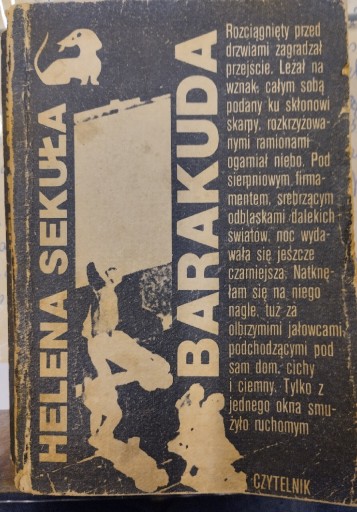 HELENA SEKUŁA
BARAKUDA
Rozciągnięty przed
drzwiami zagradzał
przejście. Leżał na
wznak, całym sobą
podany ku skłonowi
skarpy, rozkrzyżowa-
nymi ramionami
ogarniał niebo. Pod
sierpniowym firma-
mentem, srebrzącym
odblaskami dalekich
światów, noc wyda-
wała się jeszcze
czarniejsza. Natknę-
łam się na niego
nagle, tuż za
olbrzymimi jałowcami,
podchodzącymi pod
sam dom, cichy
i ciemny. Tylko z
jednego okna smu-
żyło ruchomym
CZYTELNIK